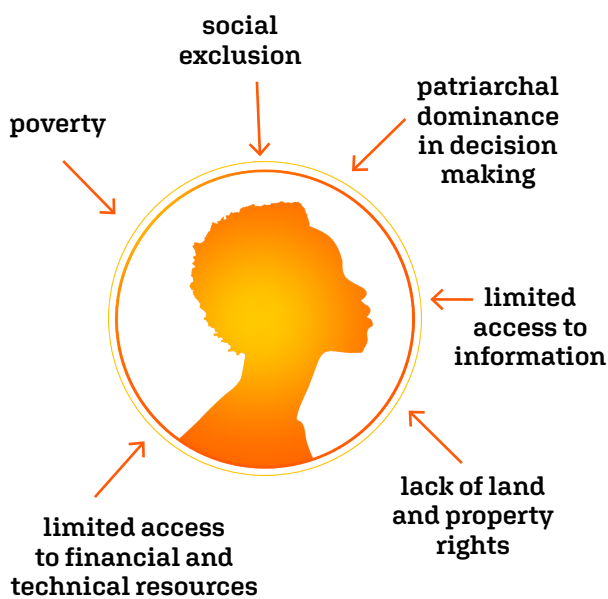 social
exclusion
patriarchal
dominance
in decision
making
poverty
limited
access to
information
lack of land
and property
rights
limited access
to financial and
technical resources